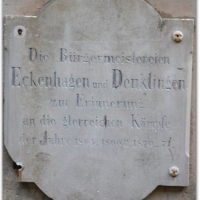 Die Bürgermeistereien
Eckenhagen und Denklingen
zur Erinnerung
an die glorreichen Kämpfe
der Jahre